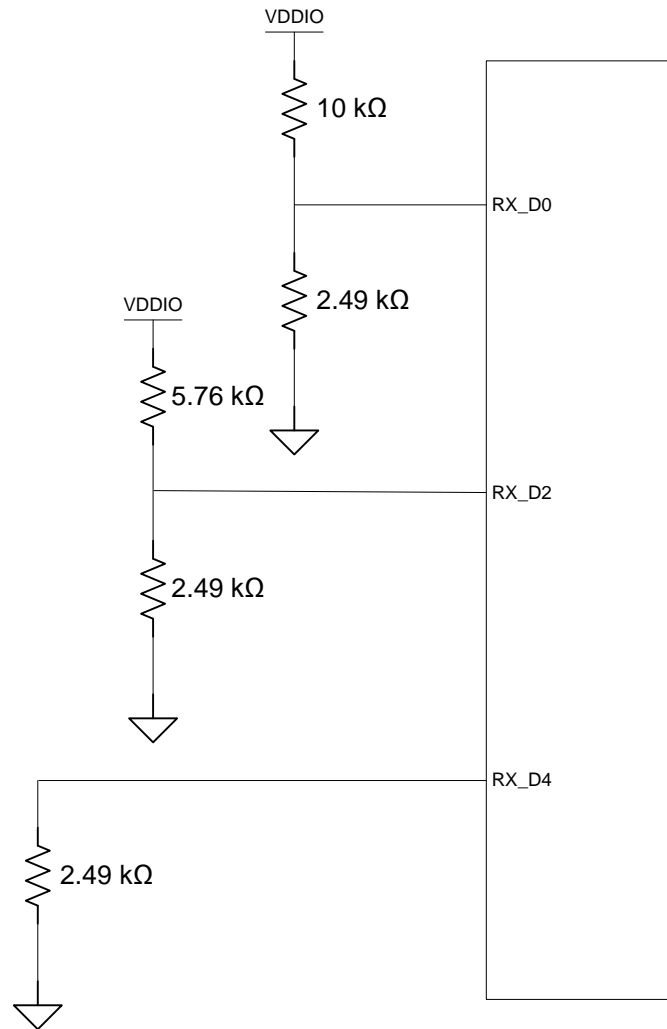 VDDIO
10 kΩ
RX_D0
2.49 kΩ
VDDIO
5.76 kΩ
RX_D2
2.49 kΩ
RX_D4
2.49 kΩ